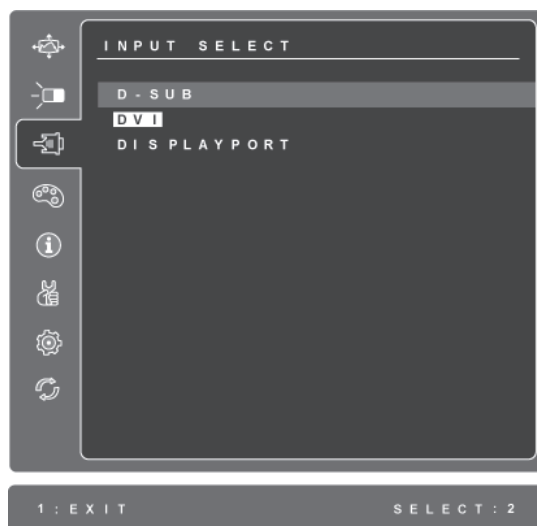 INPUT SELECT
D-SUB
DVI
DISPLAYPORT
1:EXIT SELECT:2